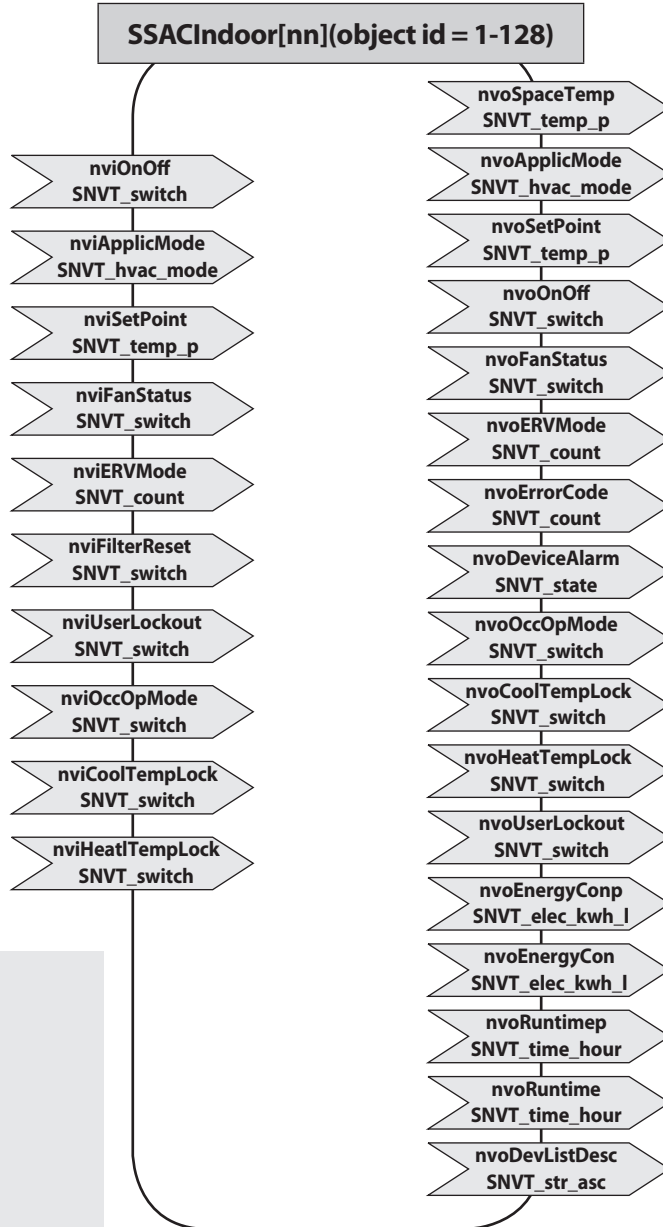 SSACIndoor[nn](object id = 1-128)
nviOnOff
SNVT_switch
nviApplicMode
SNVT_hvac_mode
nviSetPoint
SNVT_temp_p
nviFanStatus
SNVT_switch
nviERVMode
SNVT_count
nviFilterReset
SNVT_switch
nviUserLockout
SNVT_switch
nviOccOpMode
SNVT_switch
nviCoolTempLock
SNVT_switch
nviHeatlTempLock
SNVT_switch
nvoSpaceTemp
SNVT_temp_p
nvoApplicMode
SNVT_hvac_mode
nvoSetPoint
SNVT_temp_p
nvoOnOff
SNVT_switch
nvoFanStatus
SNVT_switch
nvoERVMode
SNVT_count
nvoErrorCode
SNVT_count
nvoDeviceAlarm
SNVT_state
nvoOccOpMode
SNVT_switch
nvoCoolTempLock
SNVT_switch
nvoHeatTempLock
SNVT_switch
nvoUserLockout
SNVT_switch
nvoEnergyConp
SNVT_elec_kwh_l
nvoEnergyCon
SNVT_elec_kwh_l
nvoRuntimep
SNVT_time_hour
nvoRuntime
SNVT_time_hour
nvoDevListDesc
SNVT_str_asc